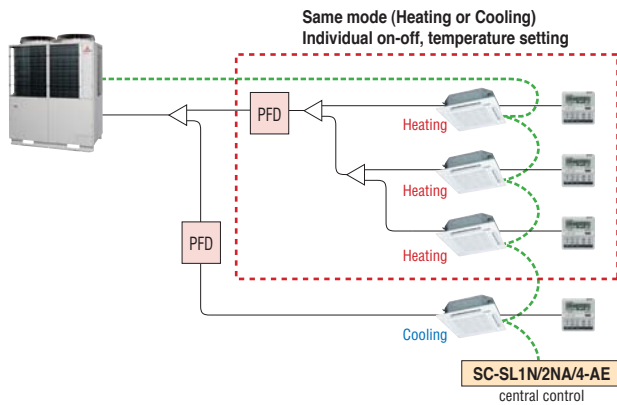 Same mode (Heating or Cooling)
Individual on-off, temperature setting
PFD
Heating
Heating
PFD
Heating
Cooling
SC-SL1N/2NA/4-AE
central control